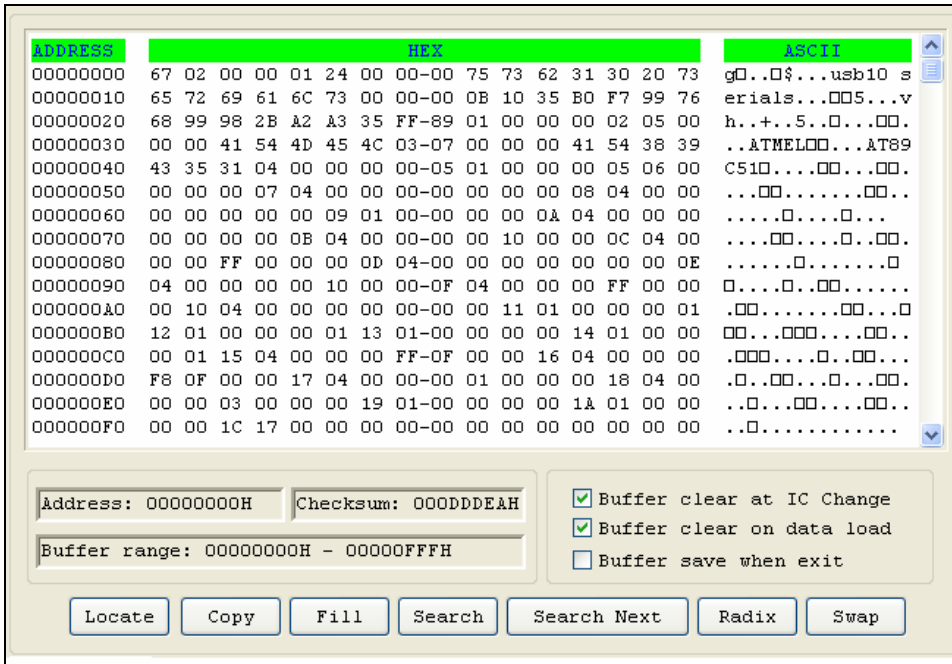 ADDRESS HEX ASCII
00000000 67 02 00 00 01 24 00 00-00 75 73 62 31 30 20 73 g□..□$...usb10 s
00000010 65 72 69 61 6C 73 00 00-00 0B 10 35 B0 F7 99 76 erials...□□5...v
00000020 68 99 98 2B A2 A3 35 FF-89 01 00 00 00 02 05 00 h..+..5..□...□□.
00000030 00 00 41 54 4D 45 4C 03-07 00 00 00 41 54 38 39 ..ATMEL□□...AT89
00000040 43 35 31 04 00 00 00 00-05 01 00 00 00 05 06 00 C51□....□□...□□.
00000050 00 00 00 07 04 00 00 00-00 00 00 00 08 04 00 00 ...□□.......□□..
00000060 00 00 00 00 00 09 01 00-00 00 00 0A 04 00 00 00 .....□....□...
00000070 00 00 00 00 0B 04 00 00-00 00 10 00 00 0C 04 00 ....□□....□..□□.
00000080 00 00 FF 00 00 00 0D 04-00 00 00 00 00 00 00 0E .......□.......□
00000090 04 00 00 00 00 10 00 00-0F 04 00 00 00 FF 00 00 □....□..□□......
000000A0 00 10 04 00 00 00 00 00-00 00 11 01 00 00 00 01 .□□.......□□...□
000000B0 12 01 00 00 00 01 13 01-00 00 00 00 14 01 00 00 □□...□□□....□□..
000000C0 00 01 15 04 00 00 00 FF-0F 00 00 16 04 00 00 00 .□□□....□..□□...
000000D0 F8 0F 00 00 17 04 00 00-00 01 00 00 00 18 04 00 .□..□□...□...□□.
000000E0 00 00 03 00 00 00 19 01-00 00 00 00 1A 01 00 00 ..□...□□....□□..
000000F0 00 00 1C 17 00 00 00 00-00 00 00 00 00 00 00 00 ..□............
Address: 00000000H Checksum: 000DDDEAH
Buffer range: 00000000H - 00000FFFH
Buffer clear at IC Change
Buffer clear on data load
Buffer save when exit
Locate Copy Fill Search Search Next Radix Swap